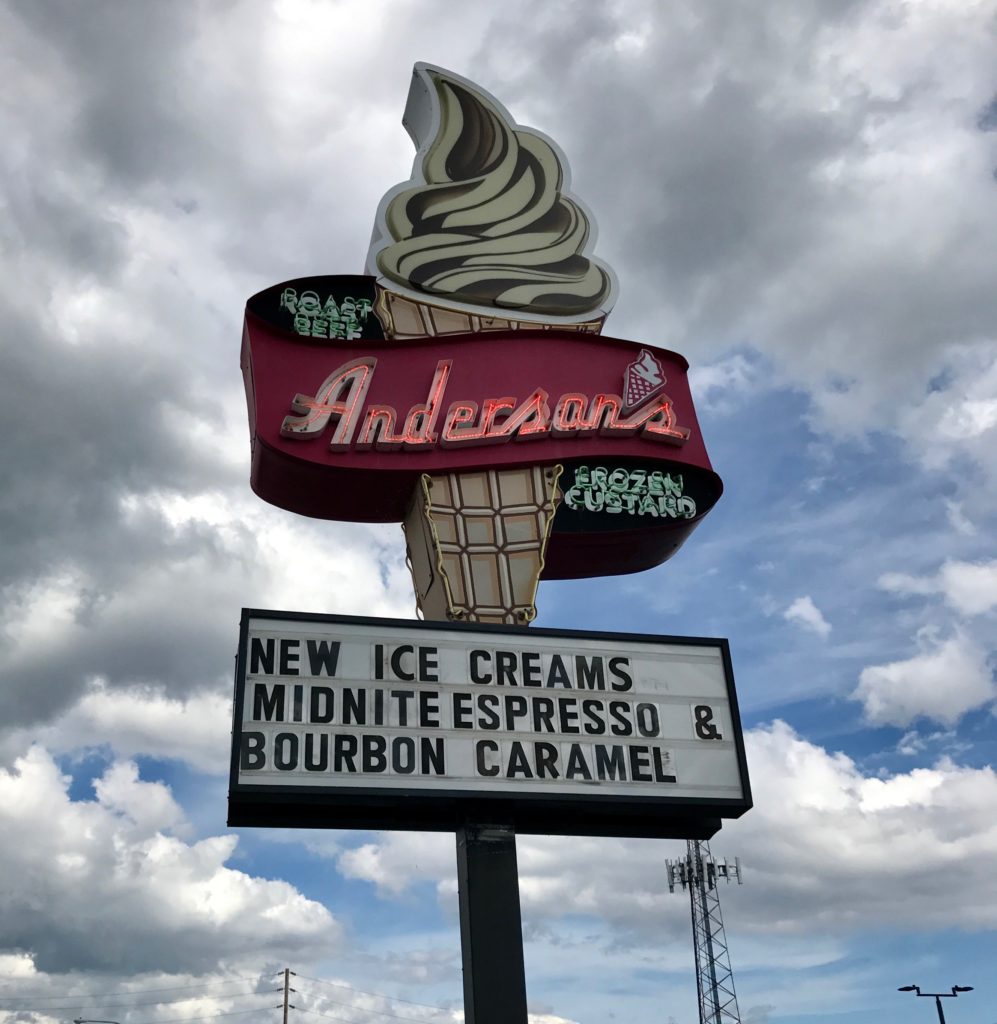 ROAST
BEEF
Anderson's
FROZEN
CUSTARD
NEW ICE CREAMS
MIDNITE ESPRESSO &
BOURBON CARAMEL